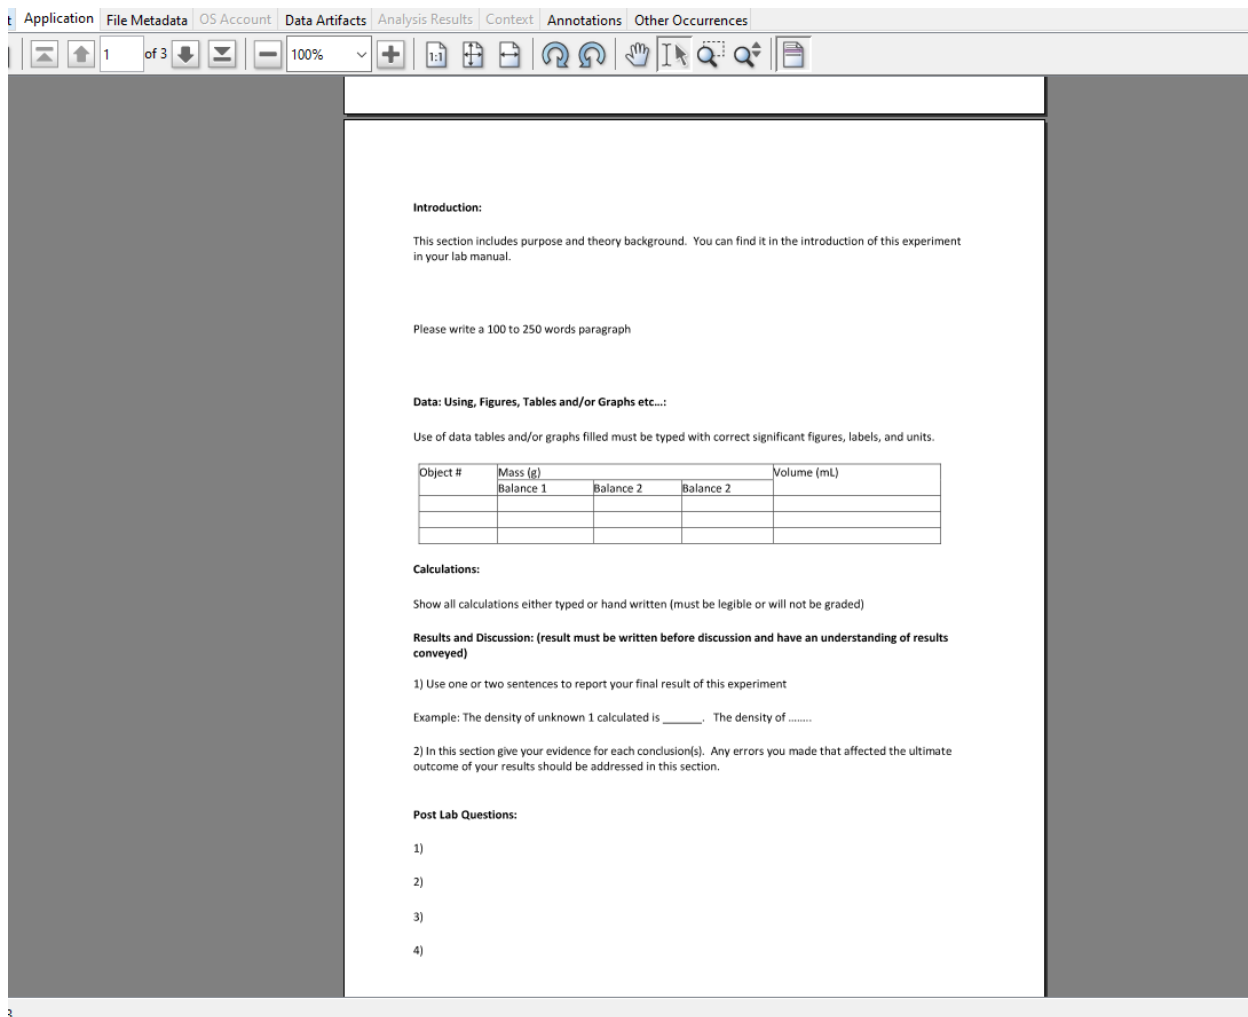 t Application File Metadata OS Account Data Artifacts Analysis Results Context Annotations Other Occurrences
1 of 3 100% 1:1
Introduction:
This section includes purpose and theory background. You can find it in the introduction of this experiment
in your lab manual.
Please write a 100 to 250 words paragraph
Data: Using, Figures, Tables and/or Graphs etc...:
Use of data tables and/or graphs filled must be typed with correct significant figures, labels, and units.
Object # Mass (g) Volume (mL)
Balance 1 Balance 2 Balance 2
Calculations:
Show all calculations either typed or hand written (must be legible or will not be graded)
Results and Discussion: (result must be written before discussion and have an understanding of results
conveyed)
1) Use one or two sentences to report your final result of this experiment
Example: The density of unknown 1 calculated is ______. The density of ........
2) In this section give your evidence for each conclusion(s). Any errors you made that affected the ultimate
outcome of your results should be addressed in this section.
Post Lab Questions:
1)
2)
3)
4)